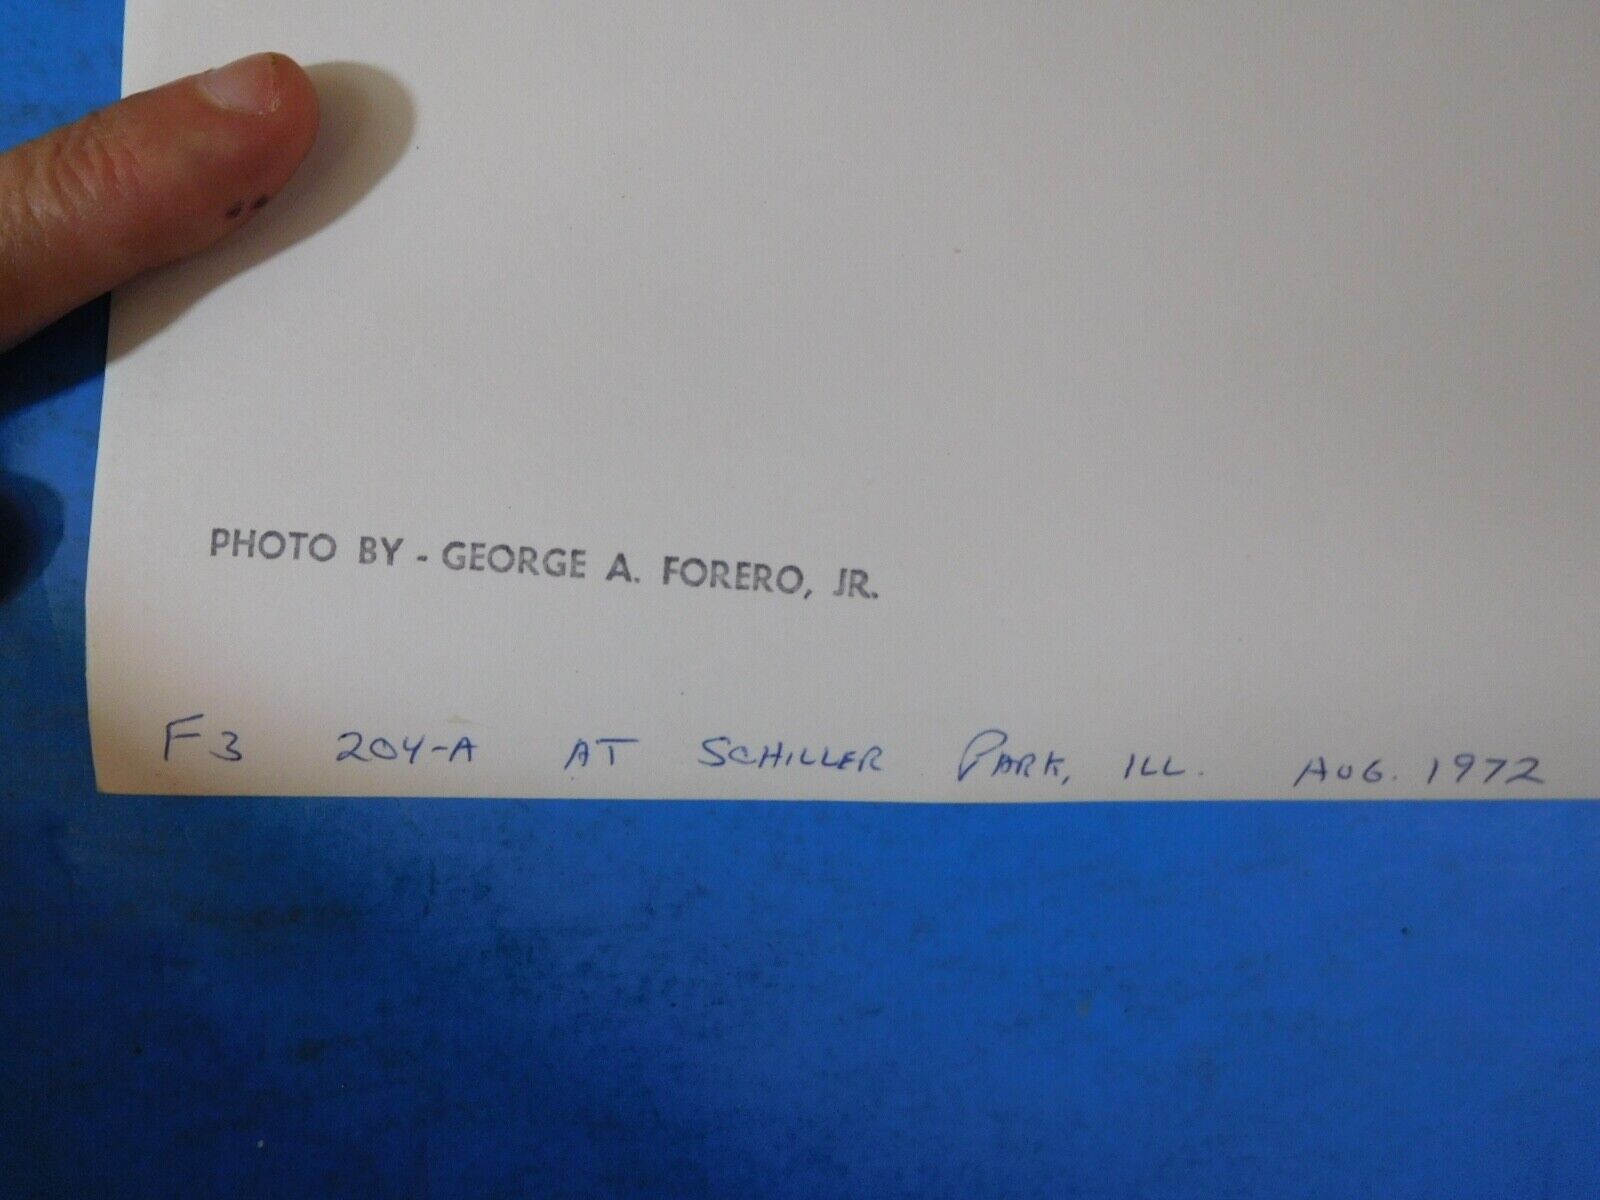 PHOTO BY - GEORGE A. FORERO, JR.
F3 204-A AT SCHILLER PARK, ILL. AUG. 1972